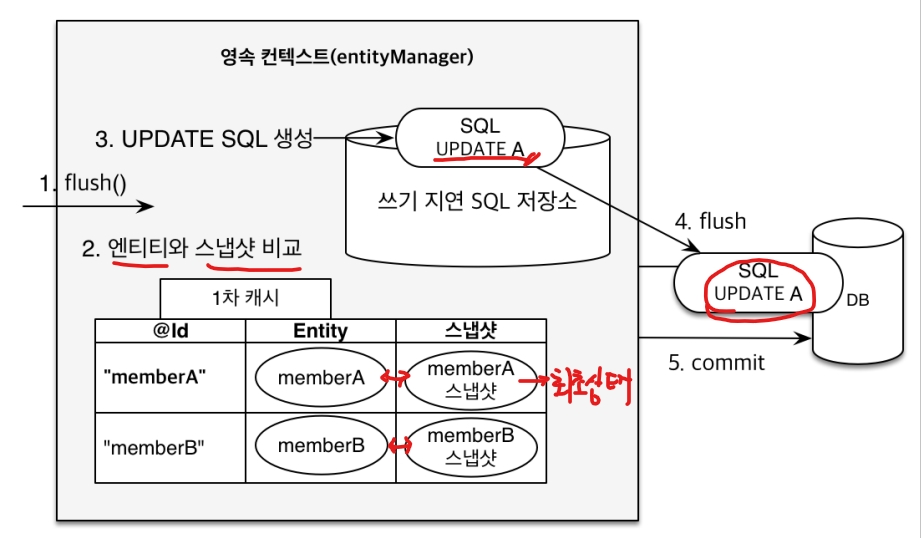 영속 컨텍스트(entityManager)
3. UPDATE SQL 생성
SQL
UPDATE A
1. flush()
쓰기 지연 SQL 저장소
4. flush
2. 엔티티와 스냅샷 비교
SQL
UPDATE A
DB
1차 캐시
@Id
Entity
스냅샷
5. commit
"memberA"
memberA
memberA
스냅샷
최초상태
"memberB"
memberB
memberB
스냅샷